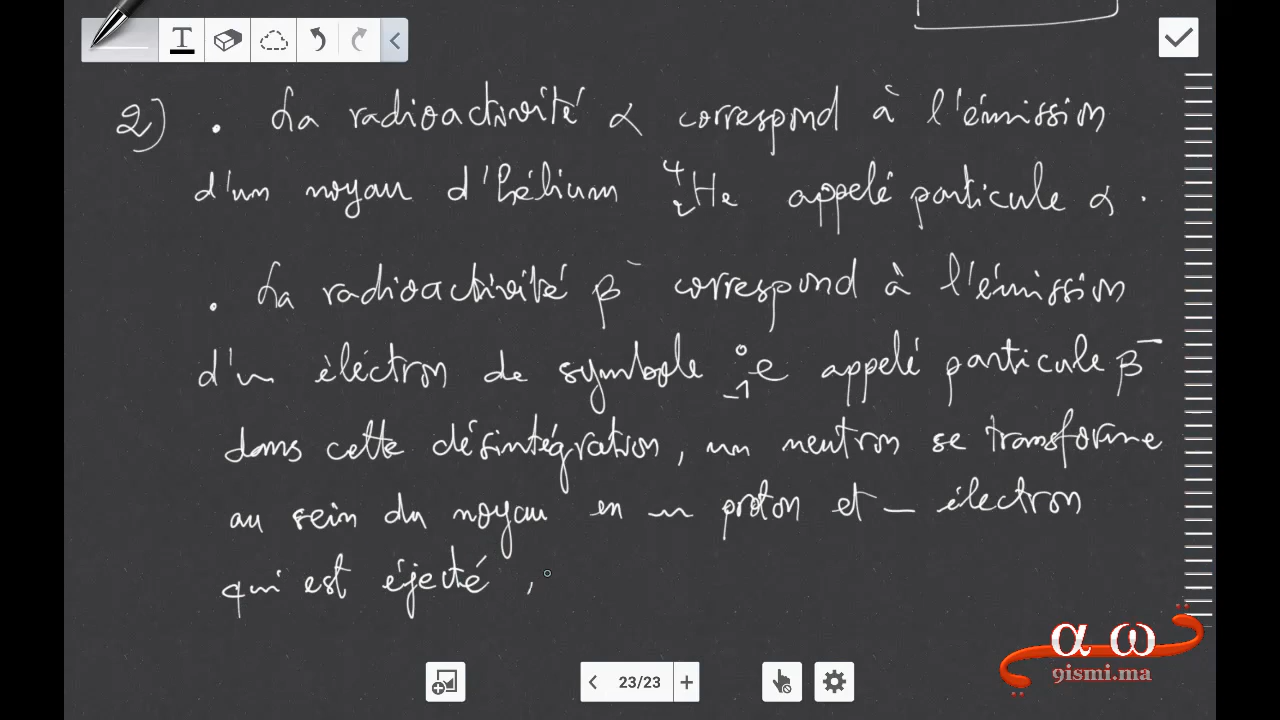 T
2) . La radioactivité α correspond à l'émission
d'un noyau d'hélium ⁴₂He appelé particule α .
. La radioactivité β⁻ correspond à l'émission
d'un éléctron de symbole ⁰₋₁e appelé particule β⁻
dans cette désintégration, un neutron se transforme
au sein du noyau en un proton et un électron
qui est éjecté ,
α ω
9ismi.ma
23/23